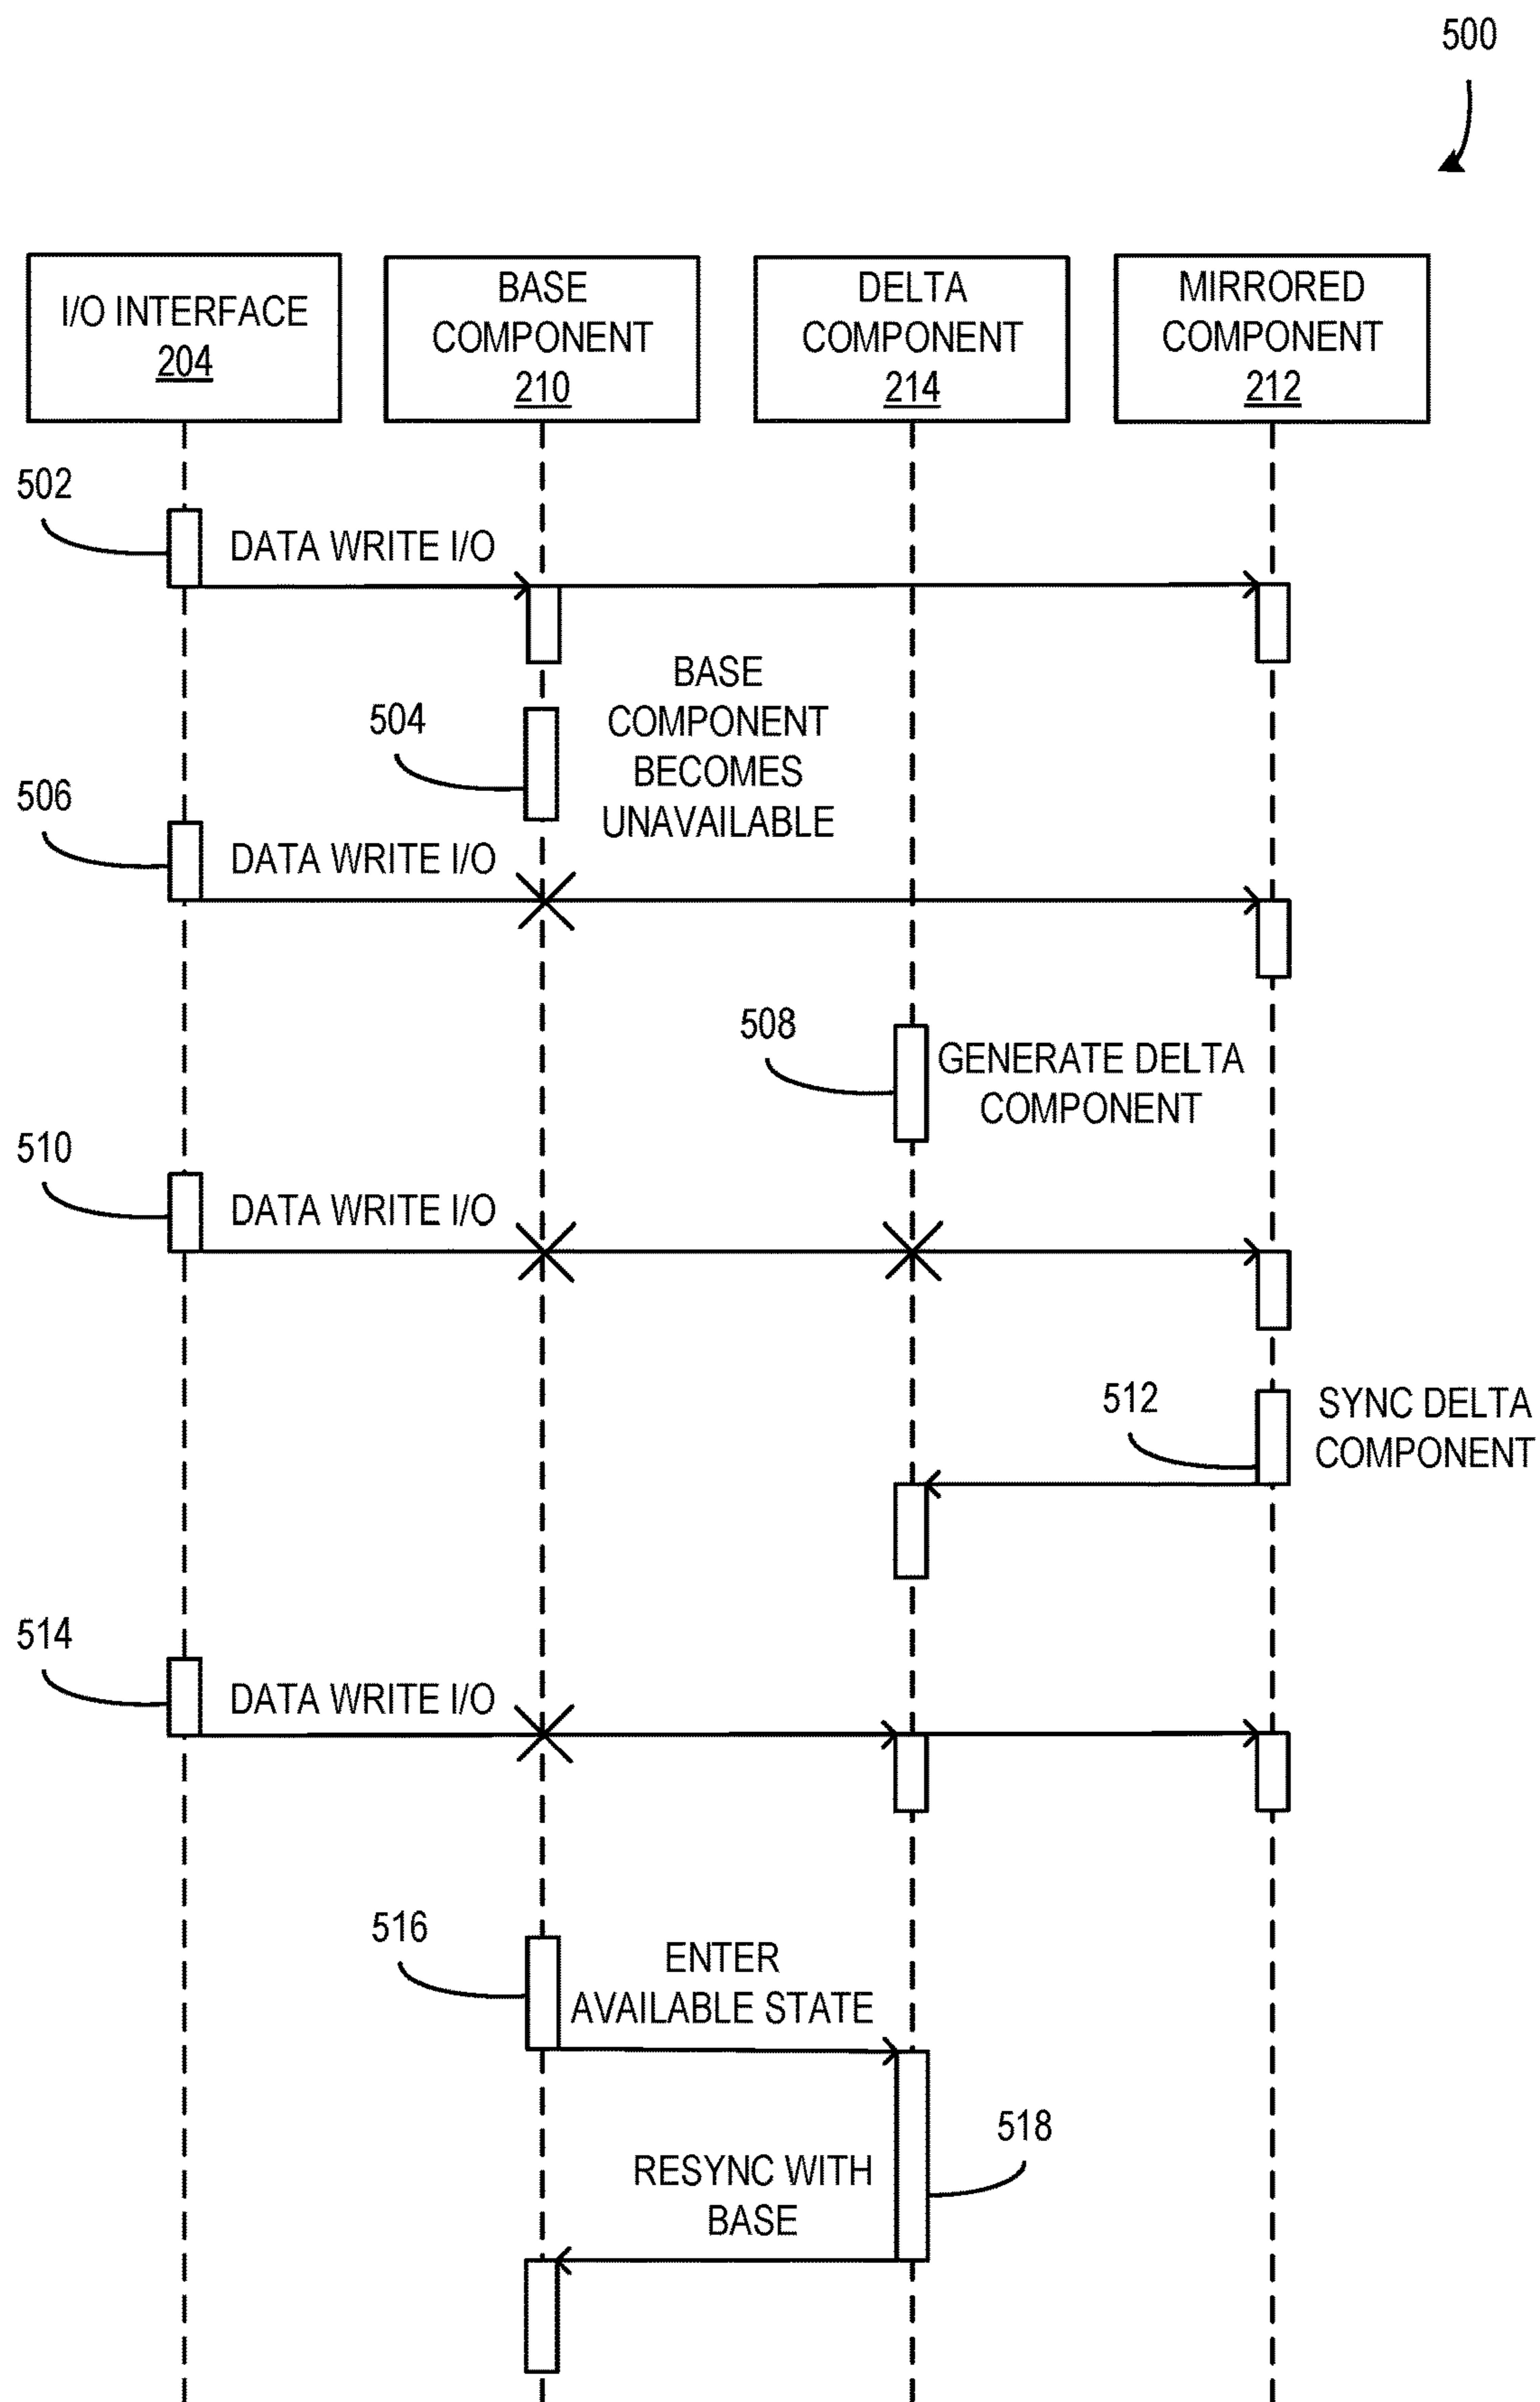 500
I/O INTERFACE
204
BASE
COMPONENT
210
DELTA
COMPONENT
214
MIRRORED
COMPONENT
212
502
DATA WRITE I/O
504
BASE
COMPONENT
BECOMES
UNAVAILABLE
506
DATA WRITE I/O
508
GENERATE DELTA
COMPONENT
510
DATA WRITE I/O
512
SYNC DELTA
COMPONENT
514
DATA WRITE I/O
516
ENTER
AVAILABLE STATE
518
RESYNC WITH
BASE